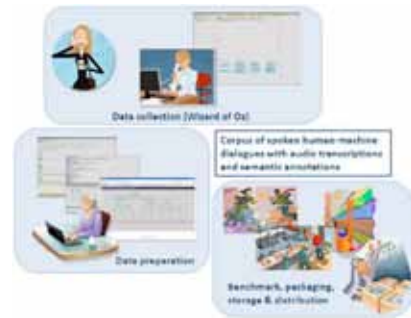 Data collection (Wizard of Oz)
Corpus of spoken human-machine
dialogues with audio transcriptions
and semantic annotations
Data preparation
Benchmark, packaging,
storage & distribution